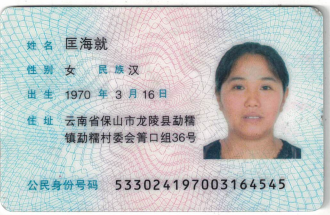 姓名 匡海就
性别 女 民族 汉
出生 1970 年 3 月 16 日
住址 云南省保山市龙陵县勐糯
镇勐糯村委会箐口组36号
公民身份号码 533024197003164545